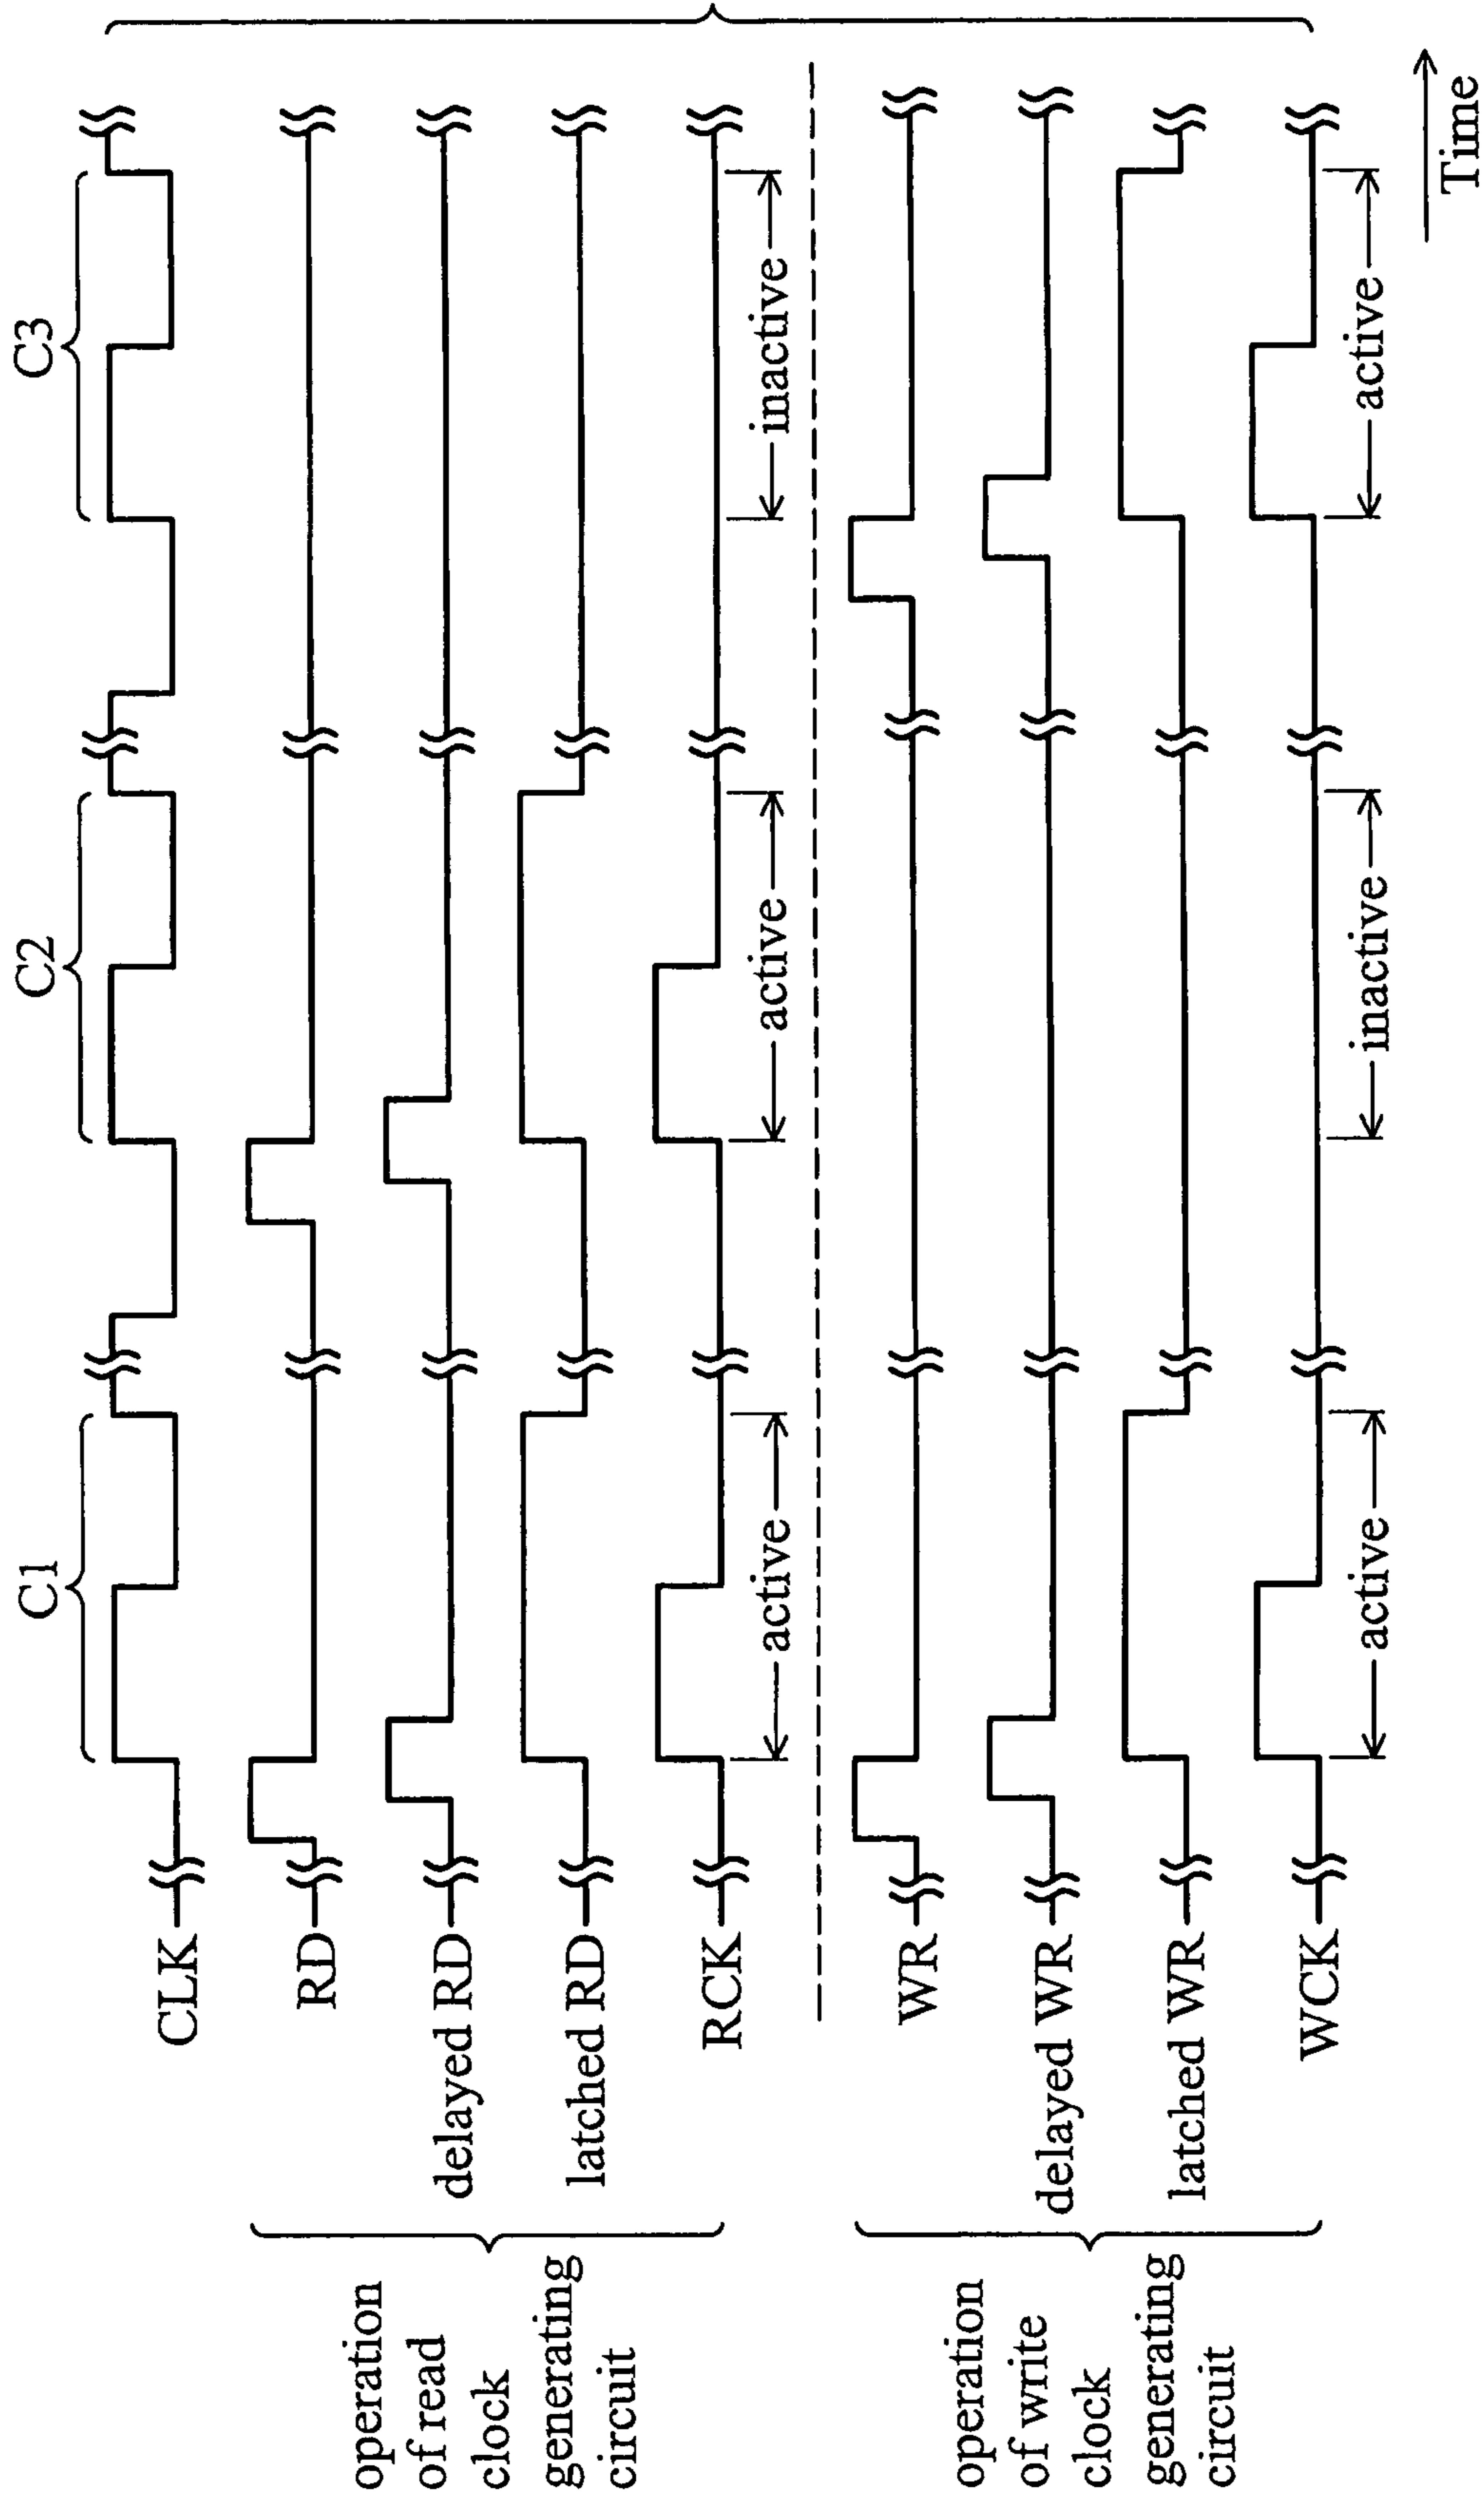 C1
C2
C3
CLK
RD
delayed RD
latched RD
RCK
active
active
inactive
operation
of read
clock
generating
circuit
WR
delayed WR
latched WR
WCK
active
inactive
active
operation
of write
clock
generating
circuit
Time